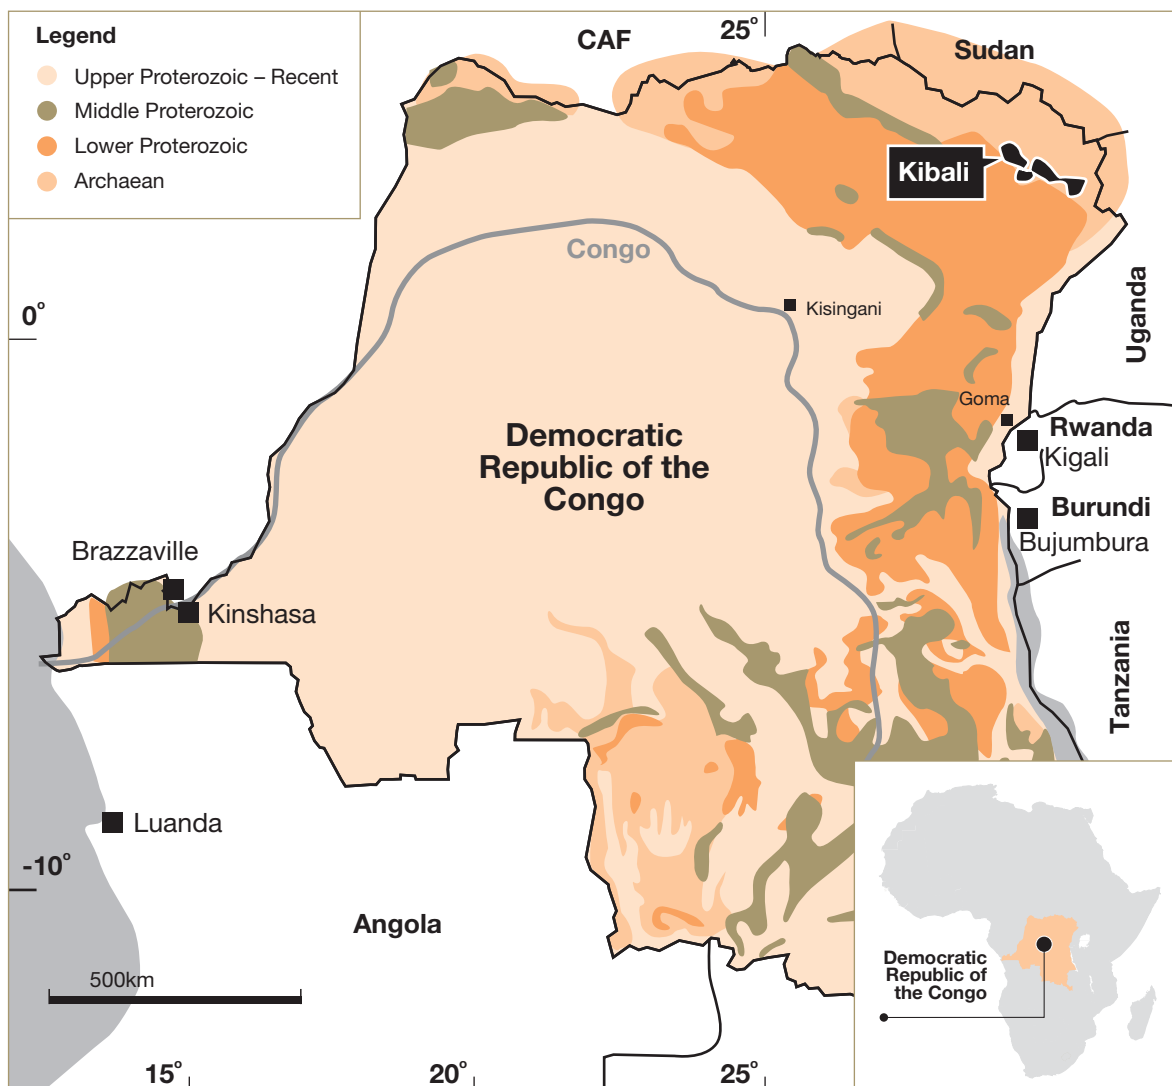 Legend
Upper Proterozoic – Recent
Middle Proterozoic
Lower Proterozoic
Archaean
CAF
25°
Sudan
Kibali
Congo
Kisingani
0°
Uganda
Goma
Democratic
Republic of the
Congo
Rwanda
Kigali
Burundi
Bujumbura
Brazzaville
Kinshasa
Tanzania
Luanda
-10°
Angola
500km
Democratic
Republic of
the Congo
15°
20°
25°